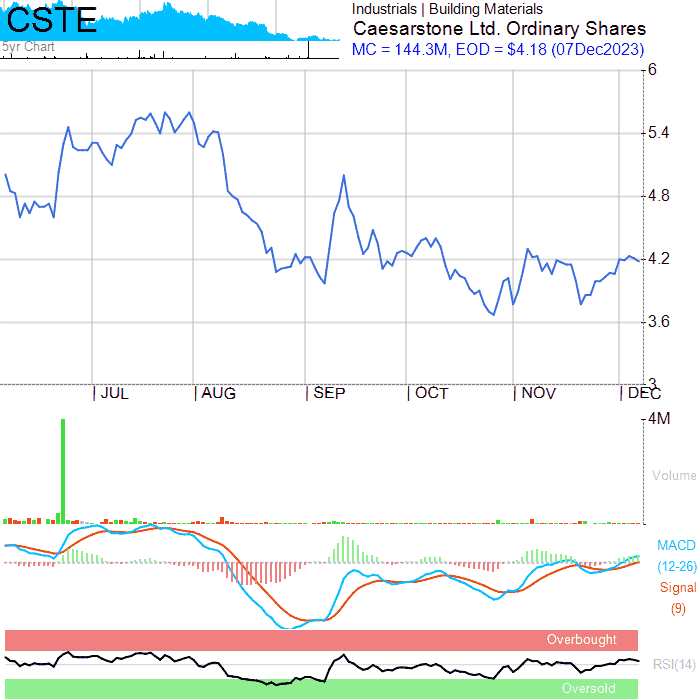 CSTE
5yr Chart
Industrials | Building Materials
Caesarstone Ltd. Ordinary Shares
MC = 144.3M, EOD = $4.18 (07Dec2023)
6
5.4
4.8
4.2
3.6
3
JUL AUG SEP OCT NOV DEC
4M
Volume
MACD
(12-26)
Signal
(9)
Overbought
RSI(14)
Oversold